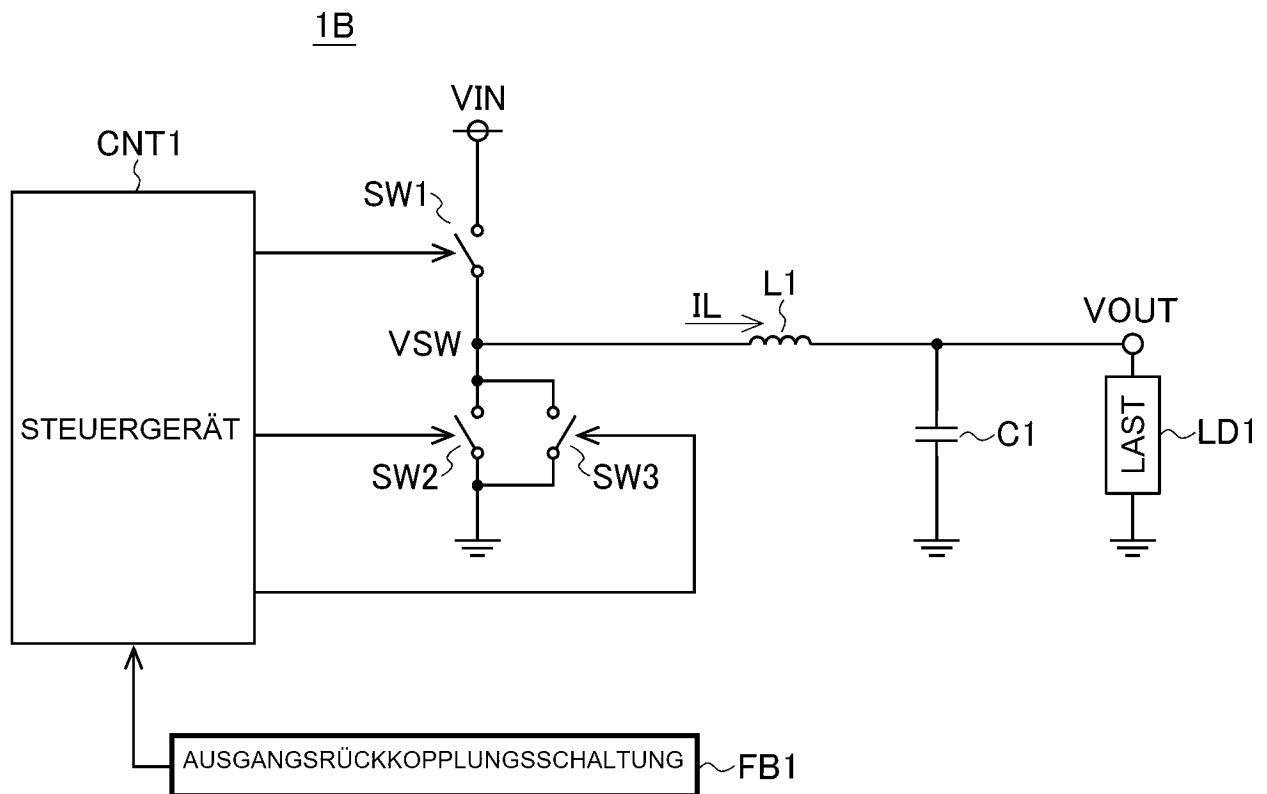 1B
VIN
CNT1
SW1
IL
L1
VOUT
VSW
STEUERGERÄT
SW2
SW3
C1
LAST
LD1
AUSGANGSRÜCKKOPPLUNGSSCHALTUNG
FB1